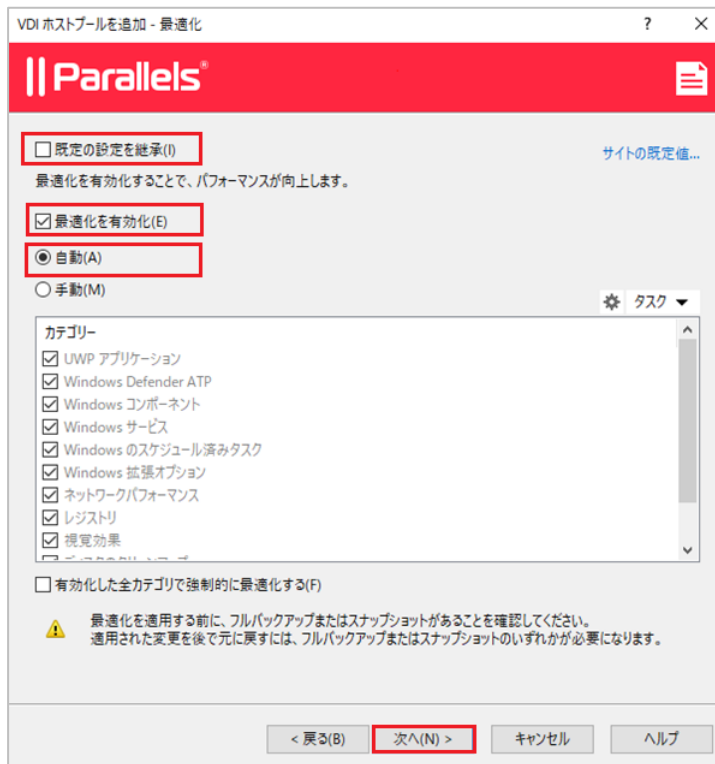 VDI ホストプールを追加 - 最適化
Parallels®
既定の設定を継承(I)
サイトの既定値...
最適化を有効化することで、パフォーマンスが向上します。
最適化を有効化(E)
自動(A)
手動(M)
タスク
カテゴリー
UWP アプリケーション
Windows Defender ATP
Windows コンポーネント
Windows サービス
Windows のスケジュール済みタスク
Windows 拡張オプション
ネットワークパフォーマンス
レジストリ
視覚効果
有効化した全カテゴリで強制的に最適化する(F)
最適化を適用する前に、フルバックアップまたはスナップショットがあることを確認してください。
適用された変更を後で元に戻すには、フルバックアップまたはスナップショットのいずれかが必要になります。
< 戻る(B)
次へ(N) >
キャンセル
ヘルプ